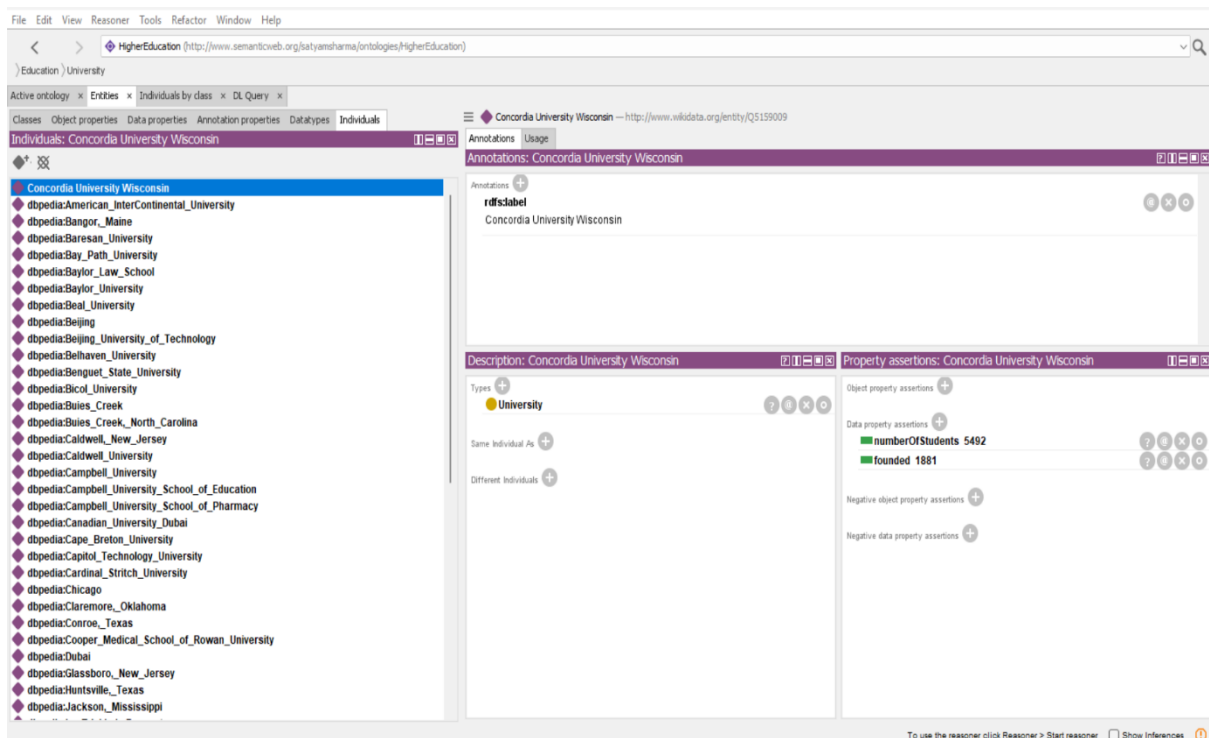 File Edit View Reasoner Tools Refactor Window Help
HigherEducation (http://www.semanticweb.org/satyamsharma/ontologies/HigherEducation)
Education University
Active ontology × Entities × Individuals by class × DL Query ×
Classes Object properties Data properties Annotation properties Datatypes Individuals
Individuals: Concordia University Wisconsin
Concordia University Wisconsin
dbpedia:American_InterContinental_University
dbpedia:Bangor,_Maine
dbpedia:Baresan_University
dbpedia:Bay_Path_University
dbpedia:Baylor_Law_School
dbpedia:Baylor_University
dbpedia:Beal_University
dbpedia:Beijing
dbpedia:Beijing_University_of_Technology
dbpedia:Belhaven_University
dbpedia:Benguet_State_University
dbpedia:Bicol_University
dbpedia:Buies_Creek
dbpedia:Buies_Creek,_North_Carolina
dbpedia:Caldwell,_New_Jersey
dbpedia:Caldwell_University
dbpedia:Campbell_University
dbpedia:Campbell_University_School_of_Education
dbpedia:Campbell_University_School_of_Pharmacy
dbpedia:Canadian_University_Dubai
dbpedia:Cape_Breton_University
dbpedia:Capitol_Technology_University
dbpedia:Cardinal_Stritch_University
dbpedia:Chicago
dbpedia:Claremore,_Oklahoma
dbpedia:Conroe,_Texas
dbpedia:Cooper_Medical_School_of_Rowan_University
dbpedia:Dubai
dbpedia:Glassboro,_New_Jersey
dbpedia:Huntsville,_Texas
dbpedia:Jackson,_Mississippi
Concordia University Wisconsin — http://www.wikidata.org/entity/Q5159009
Annotations Usage
Annotations: Concordia University Wisconsin
Annotations
rdfs:label
Concordia University Wisconsin
Description: Concordia University Wisconsin
Types
University
Same Individual As
Different Individuals
Property assertions: Concordia University Wisconsin
Object property assertions
Data property assertions
numberOfStudents 5492
founded 1881
Negative object property assertions
Negative data property assertions
To use the reasoner click Reasoner > Start reasoner Show Inferences